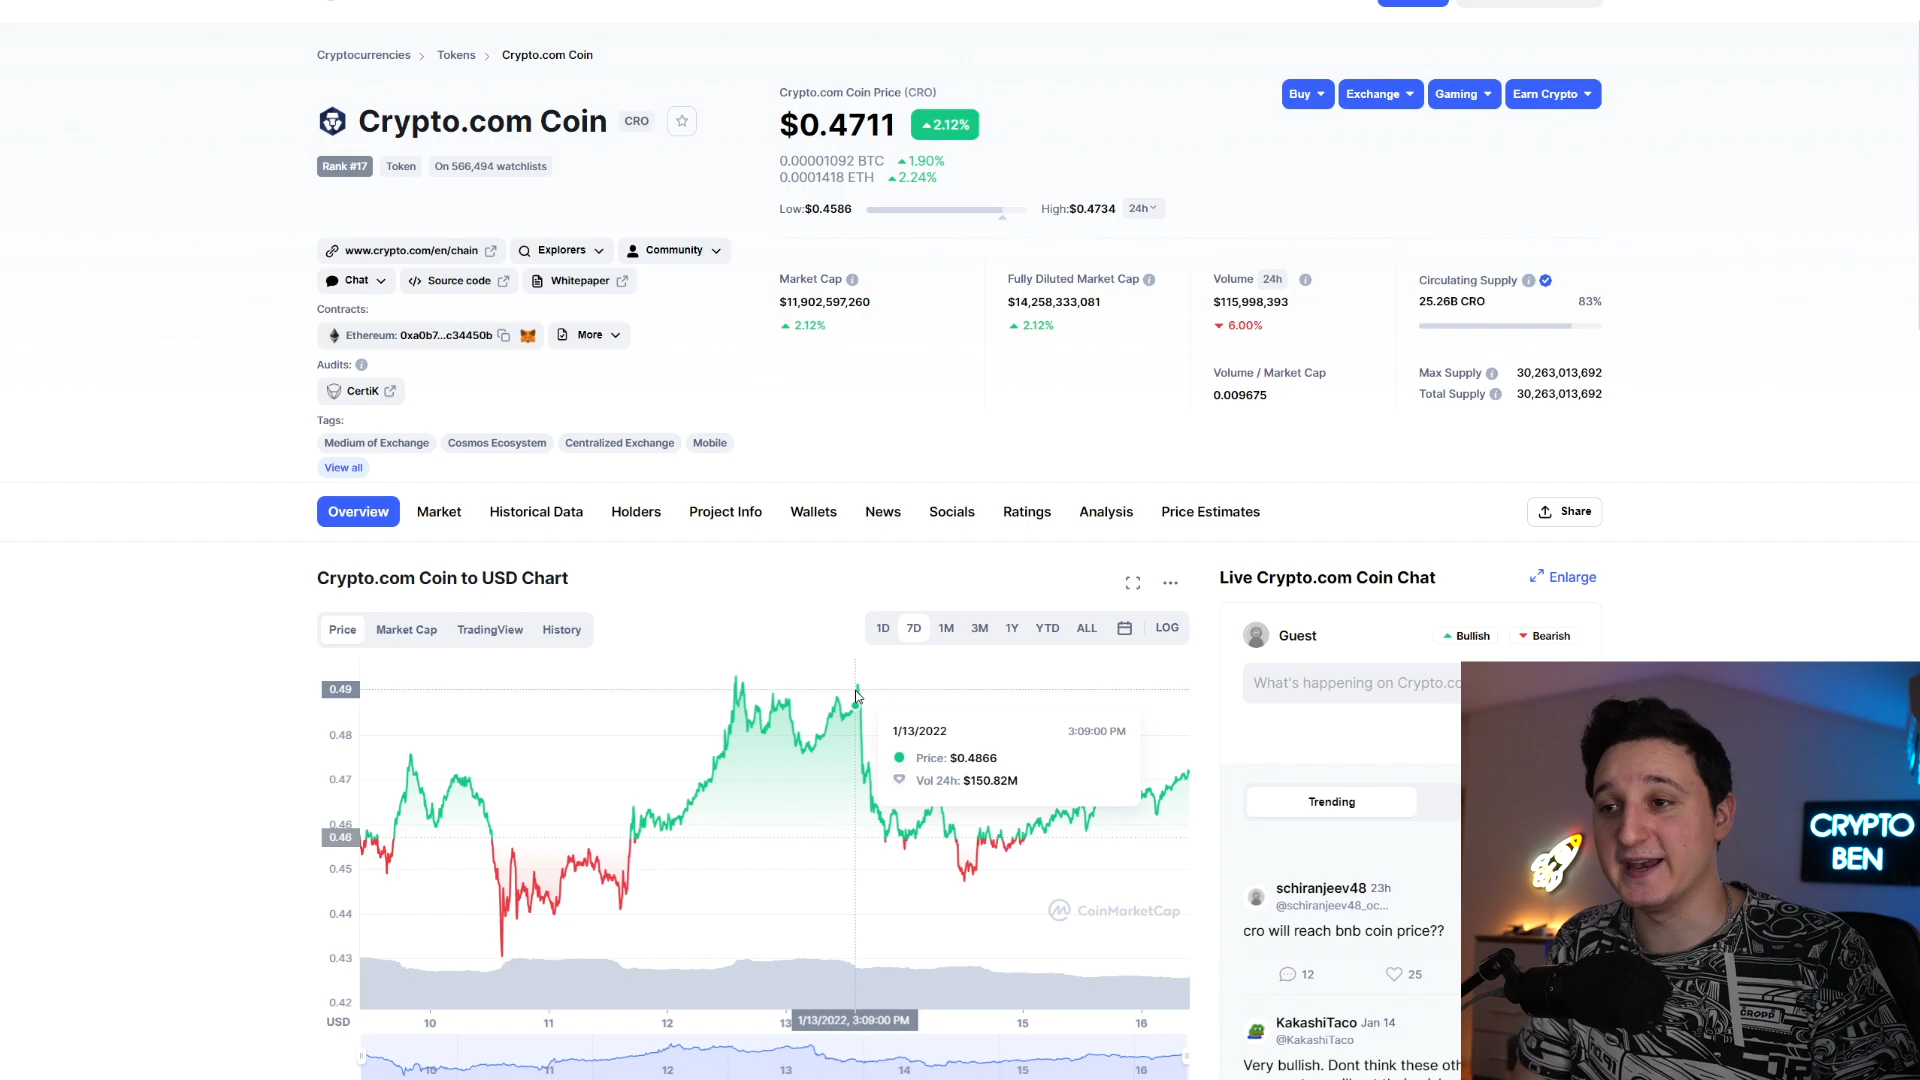 Cryptocurrencies > Tokens > Crypto.com Coin
Crypto.com Coin CRO
Rank #17 Token On 566,494 watchlists
Crypto.com Coin Price (CRO)
$0.4711 2.12%
0.00001092 BTC 1.90%
0.0001418 ETH 2.24%
Low:$0.4586 High:$0.4734 24h
Buy Exchange Gaming Earn Crypto
www.crypto.com/en/chain Explorers Community
Chat Source code Whitepaper
Contracts:
Ethereum: 0xa0b7...c34450b More
Audits:
CertiK
Tags:
Medium of Exchange Cosmos Ecosystem Centralized Exchange Mobile
View all
Market Cap
$11,902,597,260
2.12%
Fully Diluted Market Cap
$14,258,333,081
2.12%
Volume 24h
$115,998,393
6.00%
Volume / Market Cap
0.009675
Circulating Supply
25.26B CRO 83%
Max Supply 30,263,013,692
Total Supply 30,263,013,692
Overview Market Historical Data Holders Project Info Wallets News Socials Ratings Analysis Price Estimates Share
Crypto.com Coin to USD Chart
Price Market Cap TradingView History
1D 7D 1M 3M 1Y YTD ALL LOG
0.49
0.48
0.47
0.46
0.46
0.45
0.44
0.43
0.42
USD
1/13/2022 3:09:00 PM
Price: $0.4866
Vol 24h: $150.82M
CoinMarketCap
10 11 12 13 1/13/2022, 3:09:00 PM 15 16
10 11 12 13 14 15 16
Live Crypto.com Coin Chat Enlarge
Guest Bullish Bearish
What's happening on Crypto.co
Trending
schiranjeev48 23h
@schiranjeev48_oc...
cro will reach bnb coin price??
12 25
KakashiTaco Jan 14
@KakashiTaco
Very bullish. Dont think these oth
CRYPTO
BEN
CROPP